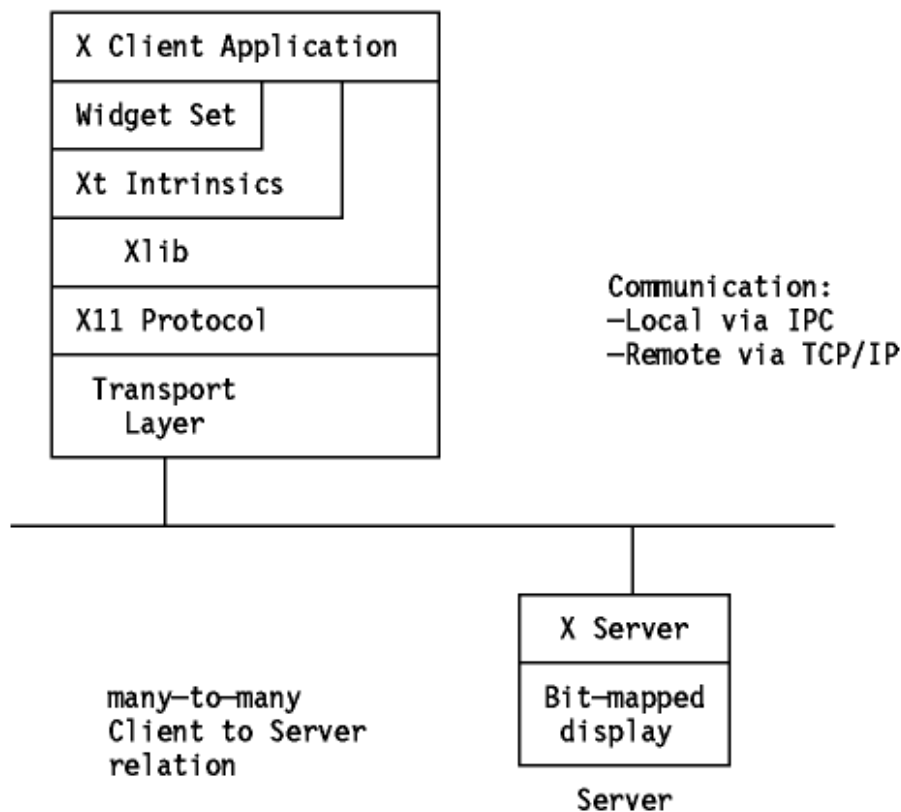 X Client Application
Widget Set
Xt Intrinsics
Xlib
X11 Protocol
Transport
Layer
Communication:
—Local via IPC
—Remote via TCP/IP
X Server
Bit—mapped
display
Server
many—to—many
Client to Server
relation